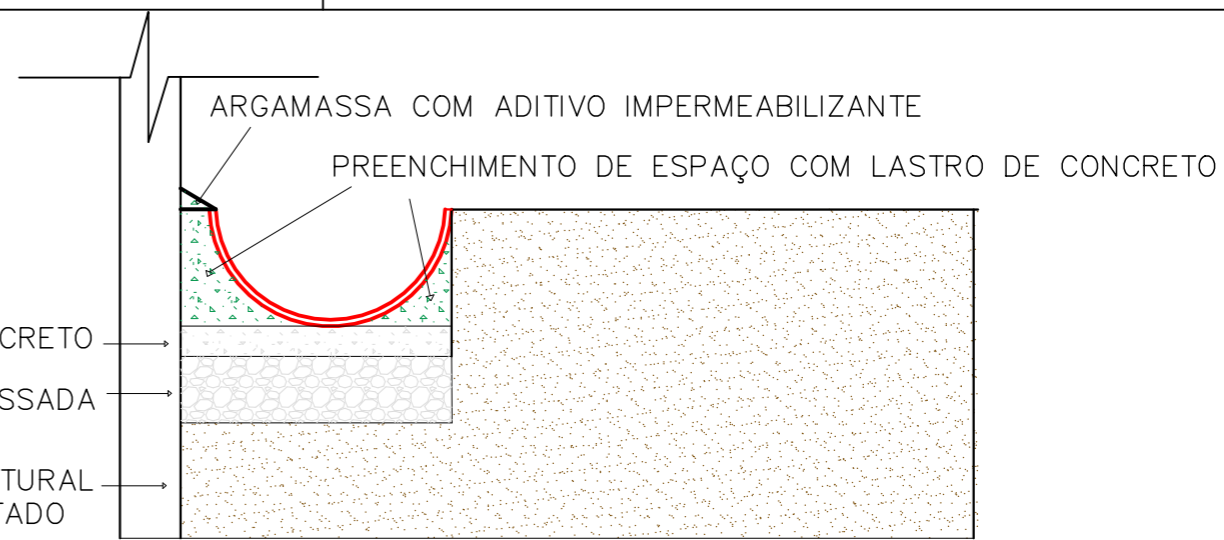 ARGAMASSA COM ADITIVO IMPERMEABILIZANTE
PREENCHIMENTO DE ESPAÇO COM LASTRO DE CONCRETO
CRETO
SSADA
TURAL
TADO